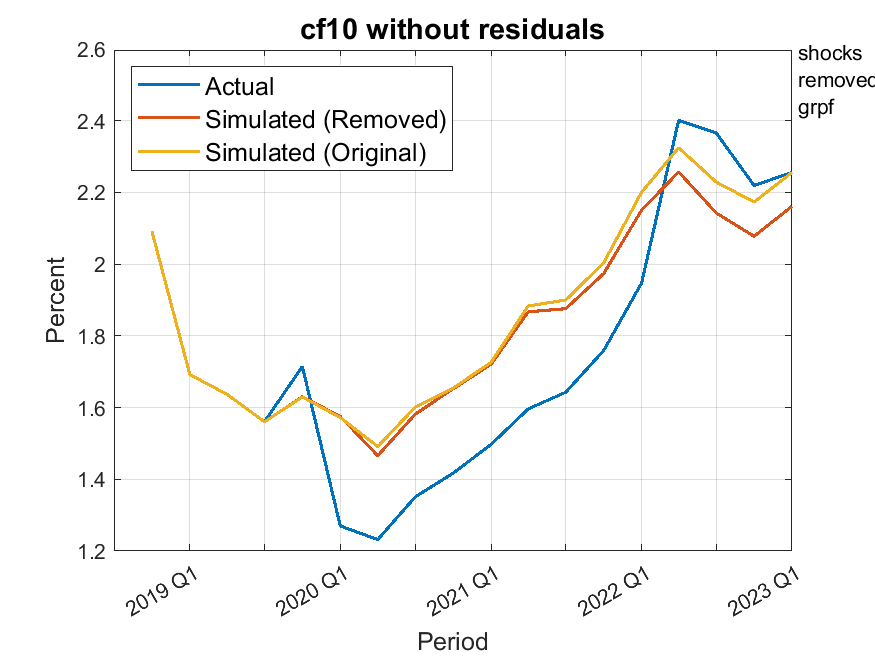 cf10 without residuals
2.6
2.4
2.2
2
1.8
1.6
1.4
1.2
Percent
Actual
Simulated (Removed)
Simulated (Original)
shocks
removed
grpf
2019 Q1
2020 Q1
2021 Q1
2022 Q1
2023 Q1
Period